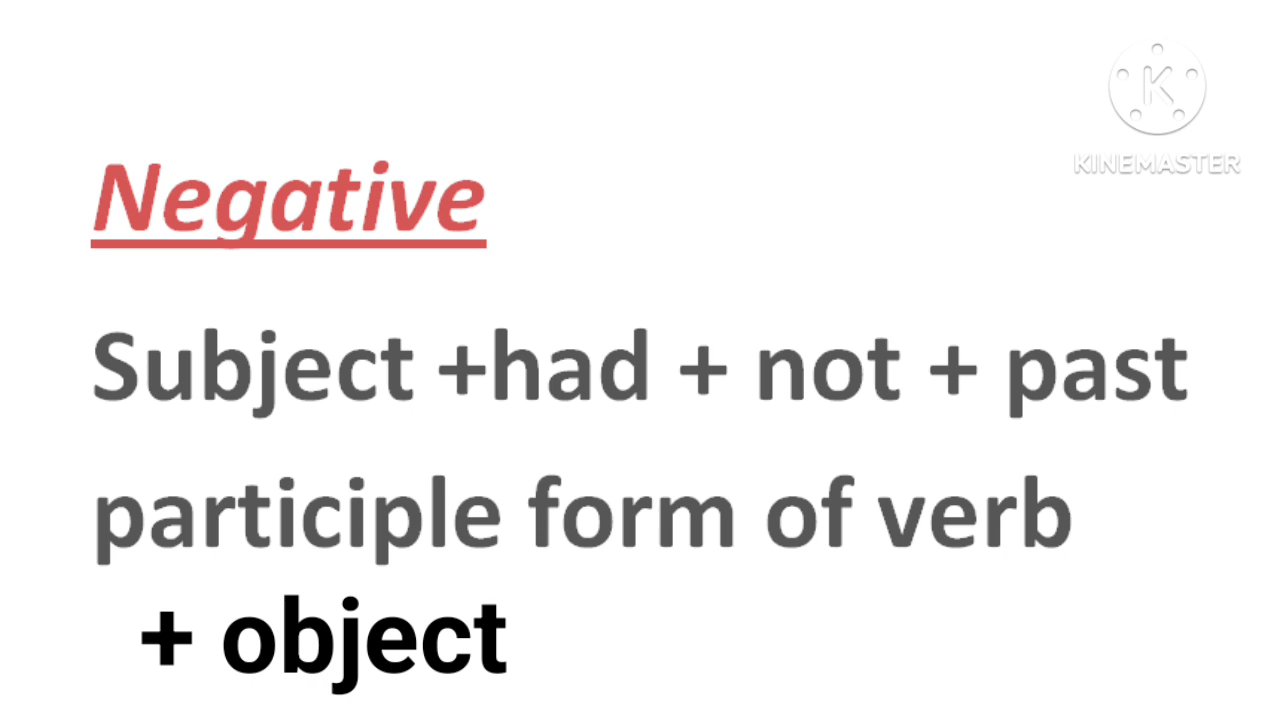 KINEMASTER
Negative
Subject +had + not + past
participle form of verb
+ object